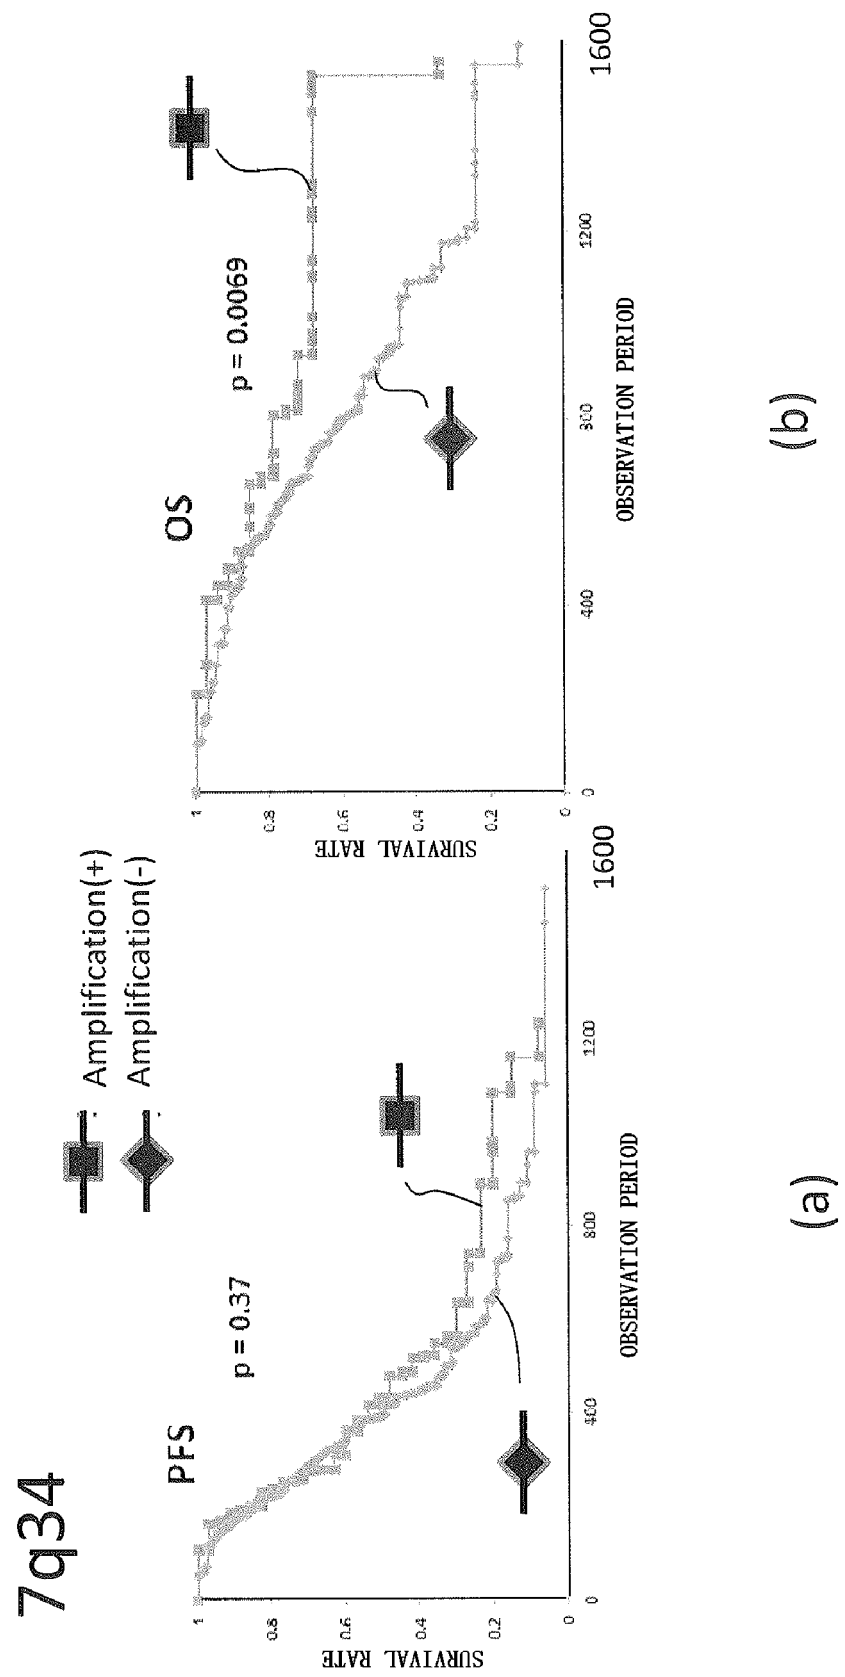 7q34
Amplification(+)
Amplification(-)
PFS
p = 0.37
SURVIVAL RATE
1
0.8
0.6
0.4
0.2
0
0
400
800
1200
1600
OBSERVATION PERIOD
(a)
OS
p = 0.0069
SURVIVAL RATE
1
0.8
0.6
0.4
0.2
0
0
400
800
1200
1600
OBSERVATION PERIOD
(b)